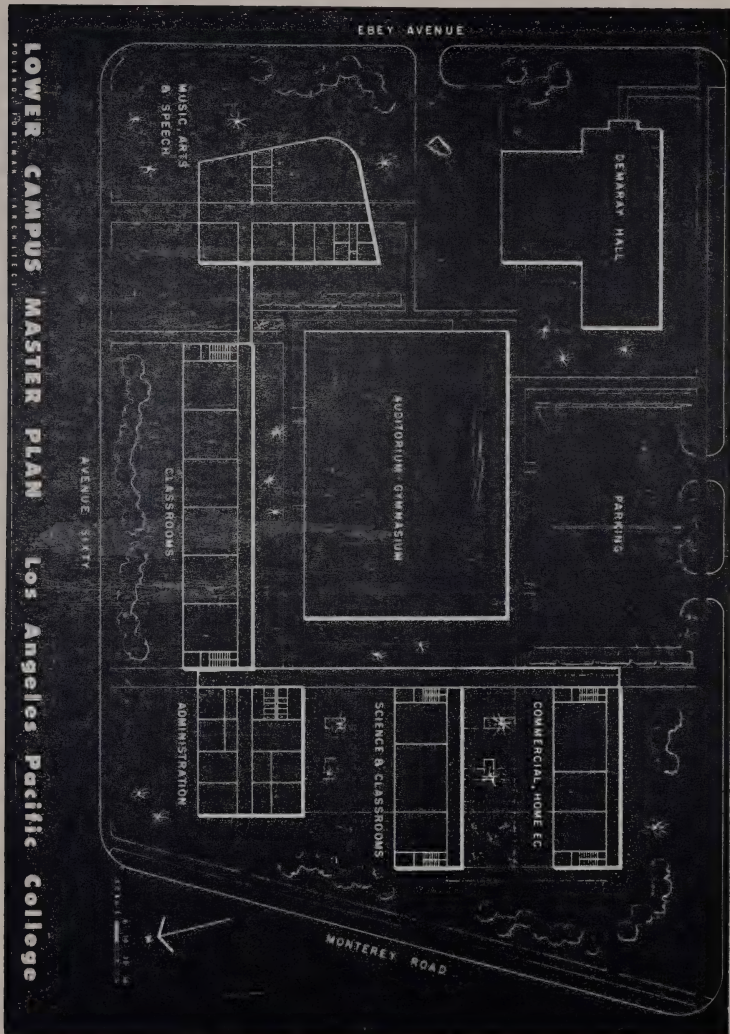 EBEY AVENUE
MUSIC, ARTS
& SPEECH
DEMARAY HALL
AUDITORIUM GYMNASIUM
PARKING
CLASSROOMS
AVENUE SIXTY
ADMINISTRATION
SCIENCE & CLASSROOMS
COMMERCIAL, HOME EC
MONTEREY ROAD
LOWER CAMPUS MASTER PLAN Los Angeles Pacific College
ARCHITECT